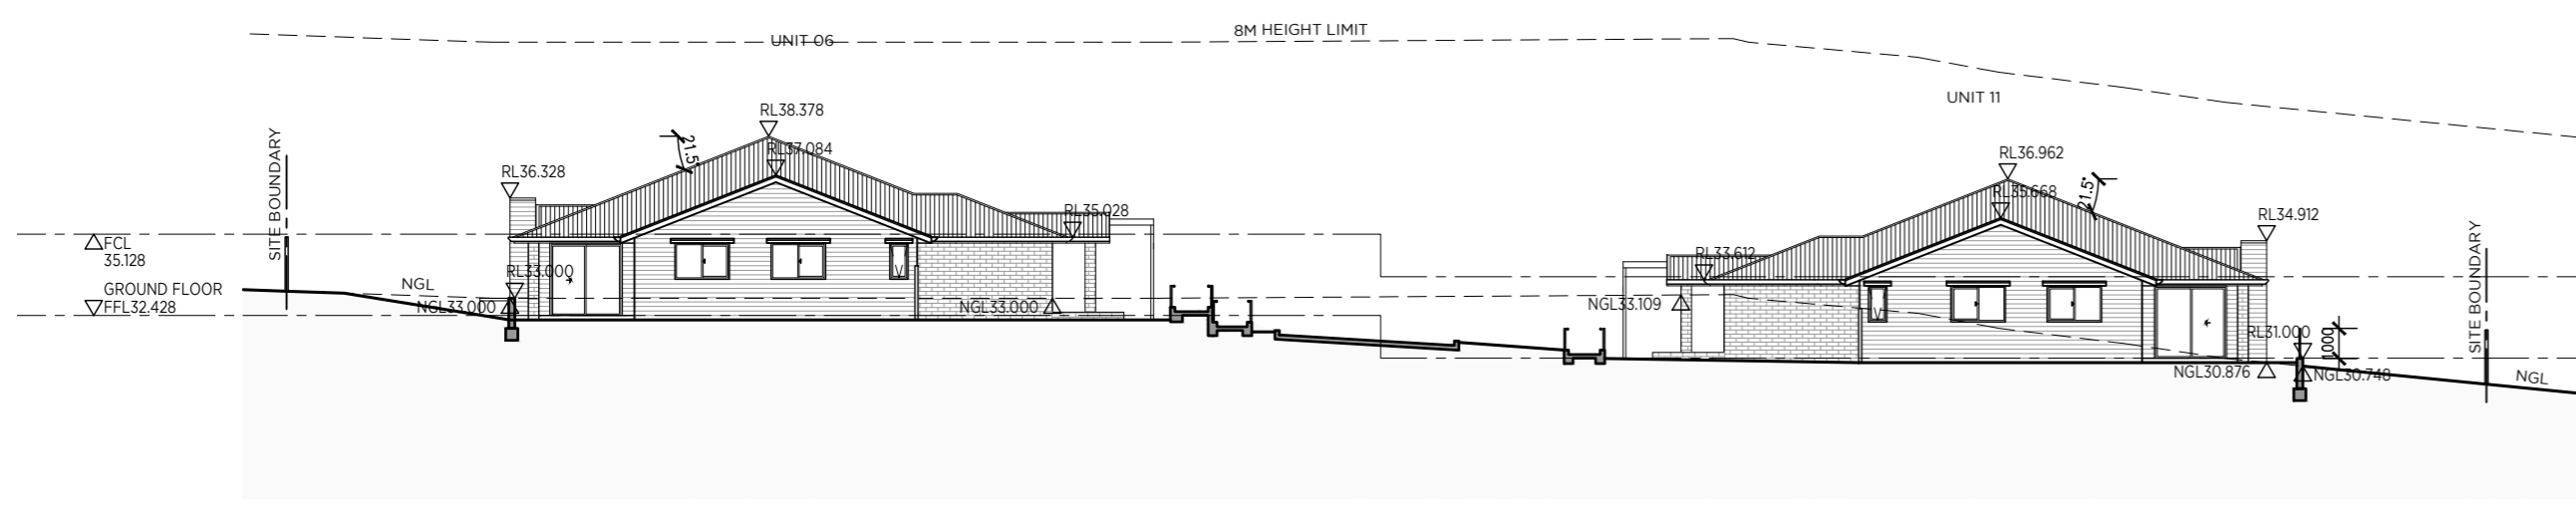 8M HEIGHT LIMIT
UNIT 06
UNIT 11
RL38.378
21.5°
RL37.084
RL36.328
RL35.028
SITE BOUNDARY
FCL
35.128
GROUND FLOOR
FFL32.428
NGL
RL33.000
NGL33.000
NGL33.000
RL36.962
21.5°
RL35.668
RL34.912
RL33.612
NGL33.109
RL31.000
1000
NGL30.876
NGL30.748
SITE BOUNDARY
NGL